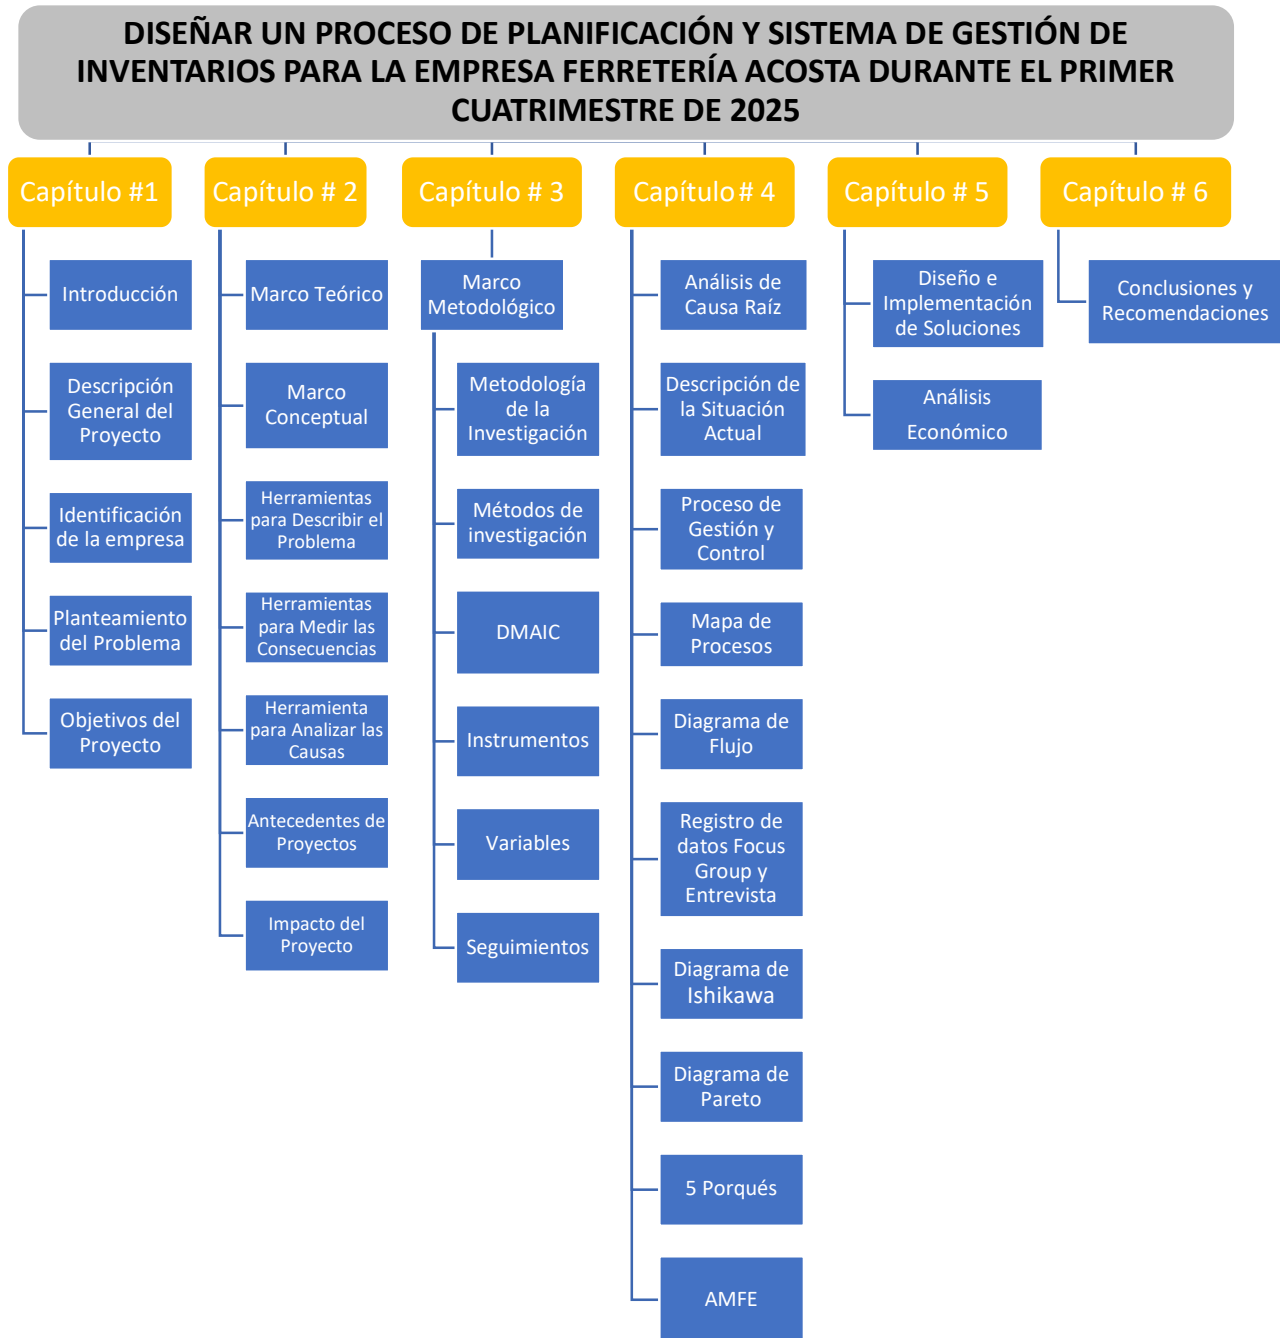 DISEÑAR UN PROCESO DE PLANIFICACIÓN Y SISTEMA DE GESTIÓN DE
INVENTARIOS PARA LA EMPRESA FERRETERÍA ACOSTA DURANTE EL PRIMER
CUATRIMESTRE DE 2025
Capítulo #1
Introducción
Descripción
General del
Proyecto
Identificación
de la empresa
Planteamiento
del Problema
Objetivos del
Proyecto
Capítulo # 2
Marco Teórico
Marco
Conceptual
Herramientas
para Describir el
Problema
Herramientas
para Medir las
Consecuencias
Herramienta
para Analizar las
Causas
Antecedentes de
Proyectos
Impacto del
Proyecto
Capítulo # 3
Marco
Metodológico
Metodología
de la
Investigación
Métodos de
investigación
DMAIC
Instrumentos
Variables
Seguimientos
Capítulo # 4
Análisis de
Causa Raíz
Descripción de
la Situación
Actual
Proceso de
Gestión y
Control
Mapa de
Procesos
Diagrama de
Flujo
Registro de
datos Focus
Group y
Entrevista
Diagrama de
Ishikawa
Diagrama de
Pareto
5 Porqués
AMFE
Capítulo # 5
Diseño e
Implementación
de Soluciones
Análisis
Económico
Capítulo # 6
Conclusiones y
Recomendaciones